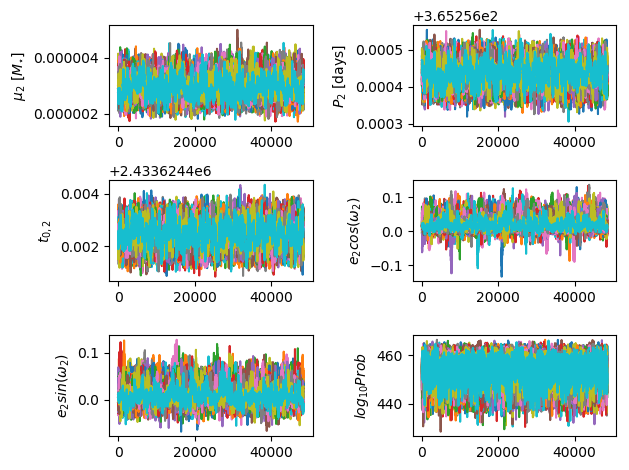 +3.65256e2
μ₂ [M⋆]
0.000004
0.000002
0 20000 40000
P₂ [days]
0.0005
0.0004
0.0003
0 20000 40000
+2.4336244e6
t₀,₂
0.004
0.002
0 20000 40000
e₂cos(ω₂)
0.1
0.0
−0.1
0 20000 40000
e₂sin(ω₂)
0.1
0.0
0 20000 40000
log₁₀Prob
460
440
0 20000 40000